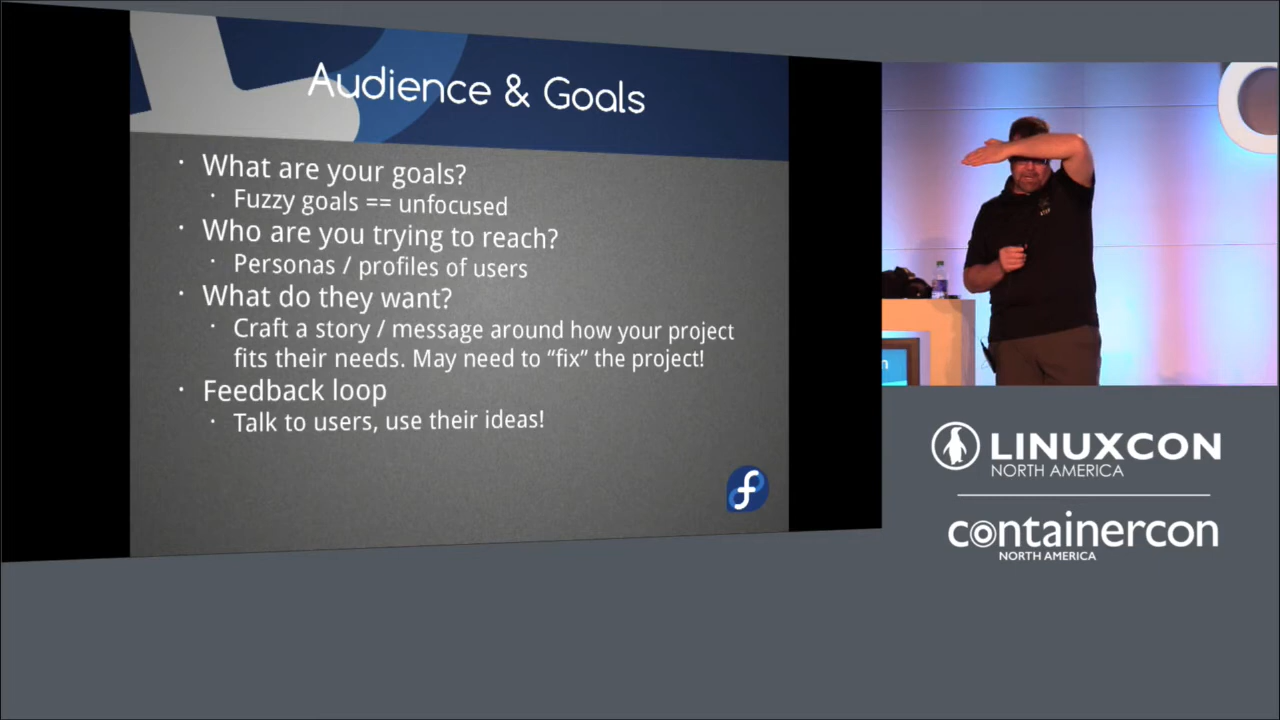 Audience & Goals
· What are your goals?
· Fuzzy goals == unfocused
· Who are you trying to reach?
· Personas / profiles of users
· What do they want?
· Craft a story / message around how your project
fits their needs. May need to “fix” the project!
· Feedback loop
· Talk to users, use their ideas!
LINUXCON
NORTH AMERICA
containercon
NORTH AMERICA